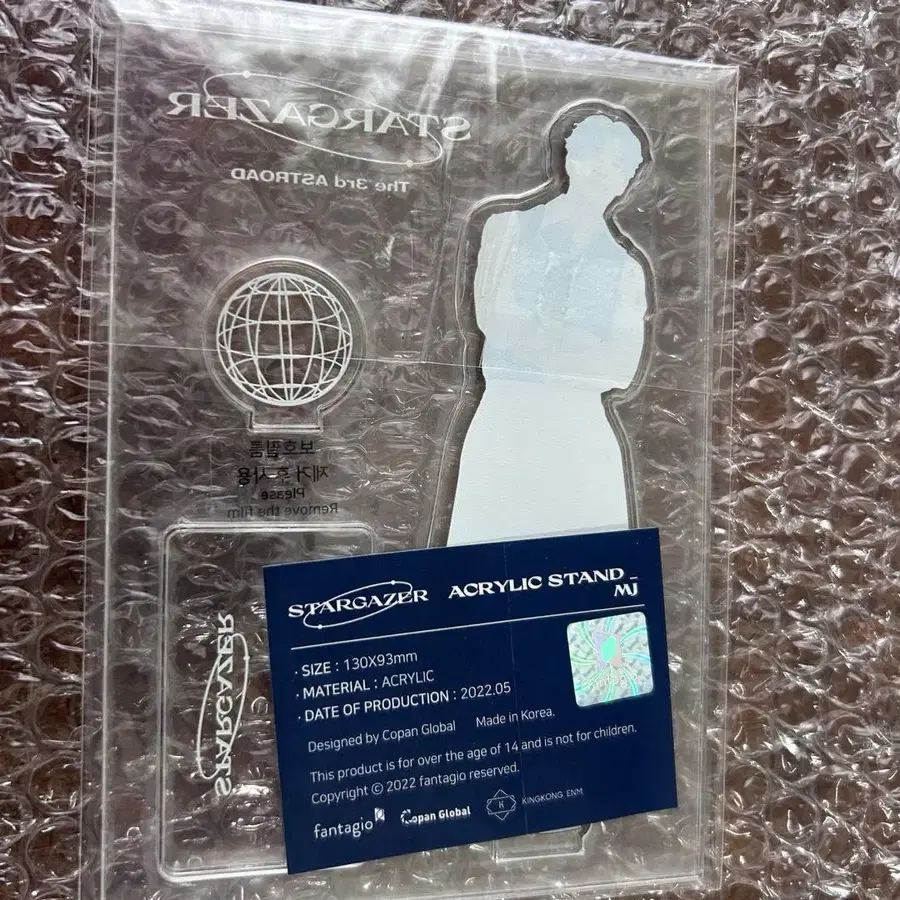 STARGAZER
The 3rd ASTROAD
보호필름
제거 후 사용
Please
Remove the film
STARGAZER
STARGAZER ACRYLIC STAND_
MJ
· SIZE : 130X93mm
· MATERIAL : ACRYLIC
· DATE OF PRODUCTION : 2022.05
Designed by Copan Global Made in Korea.
This product is for over the age of 14 and is not for children.
Copyright ⓒ 2022 fantagio reserved.
fantagio Copan Global K KINGKONG ENM